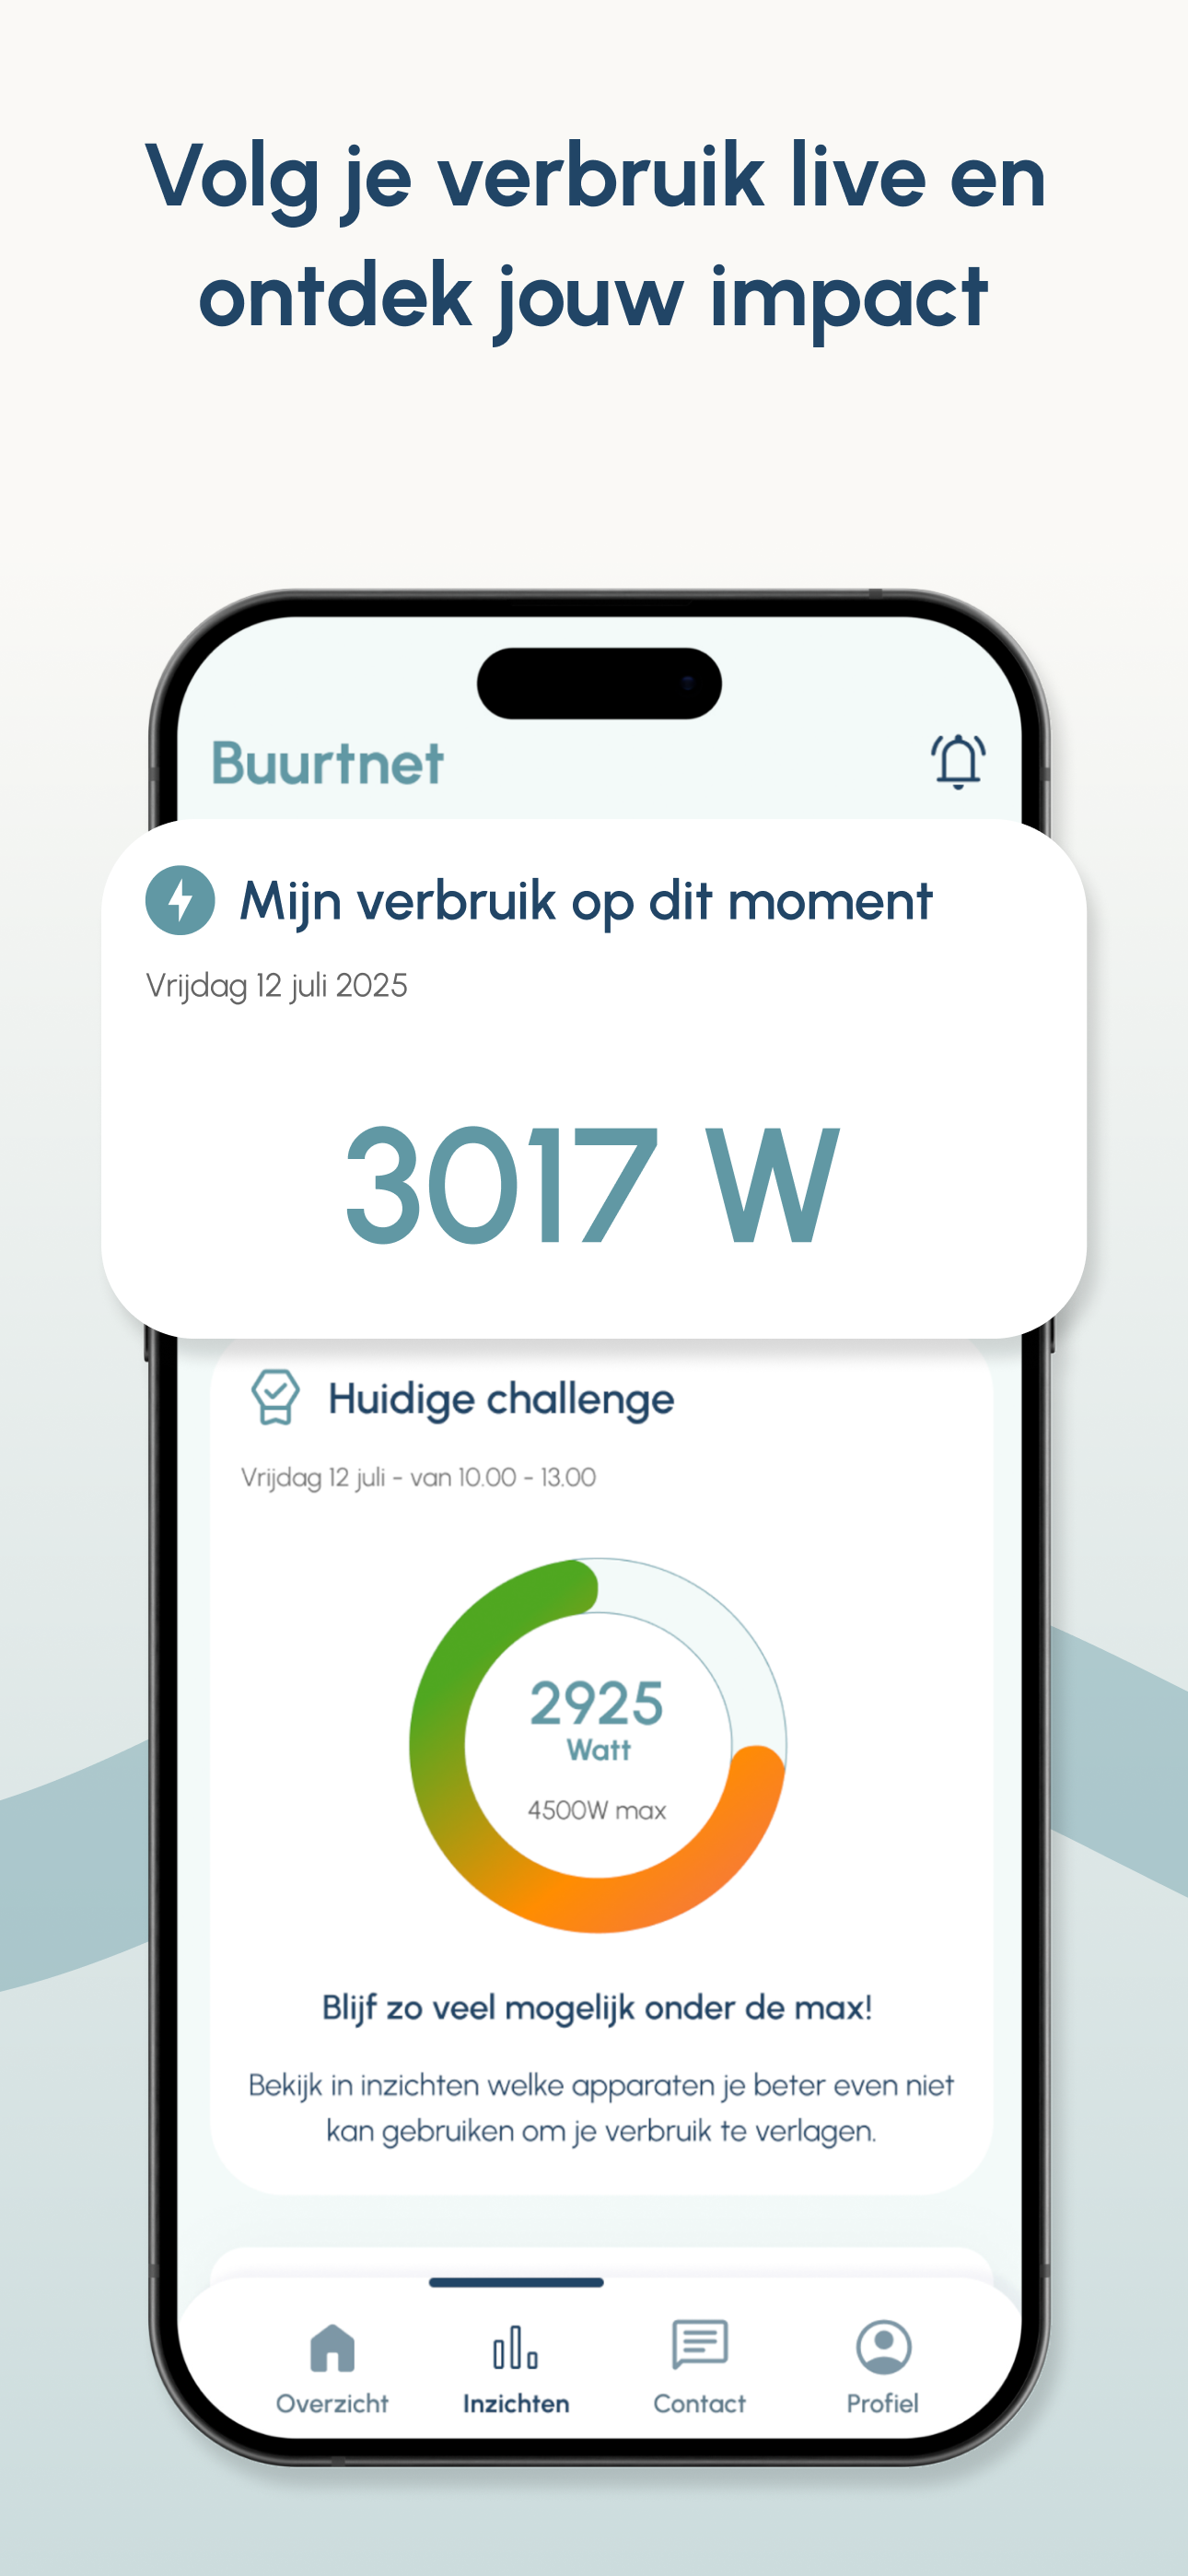 Volg je verbruik live en
ontdek jouw impact
Buurtnet
Mijn verbruik op dit moment
Vrijdag 12 juli 2025
3017 W
Huidige challenge
Vrijdag 12 juli - van 10.00 - 13.00
2925
Watt
4500W max
Blijf zo veel mogelijk onder de max!
Bekijk in inzichten welke apparaten je beter even niet
kan gebruiken om je verbruik te verlagen.
Overzicht Inzichten Contact Profiel